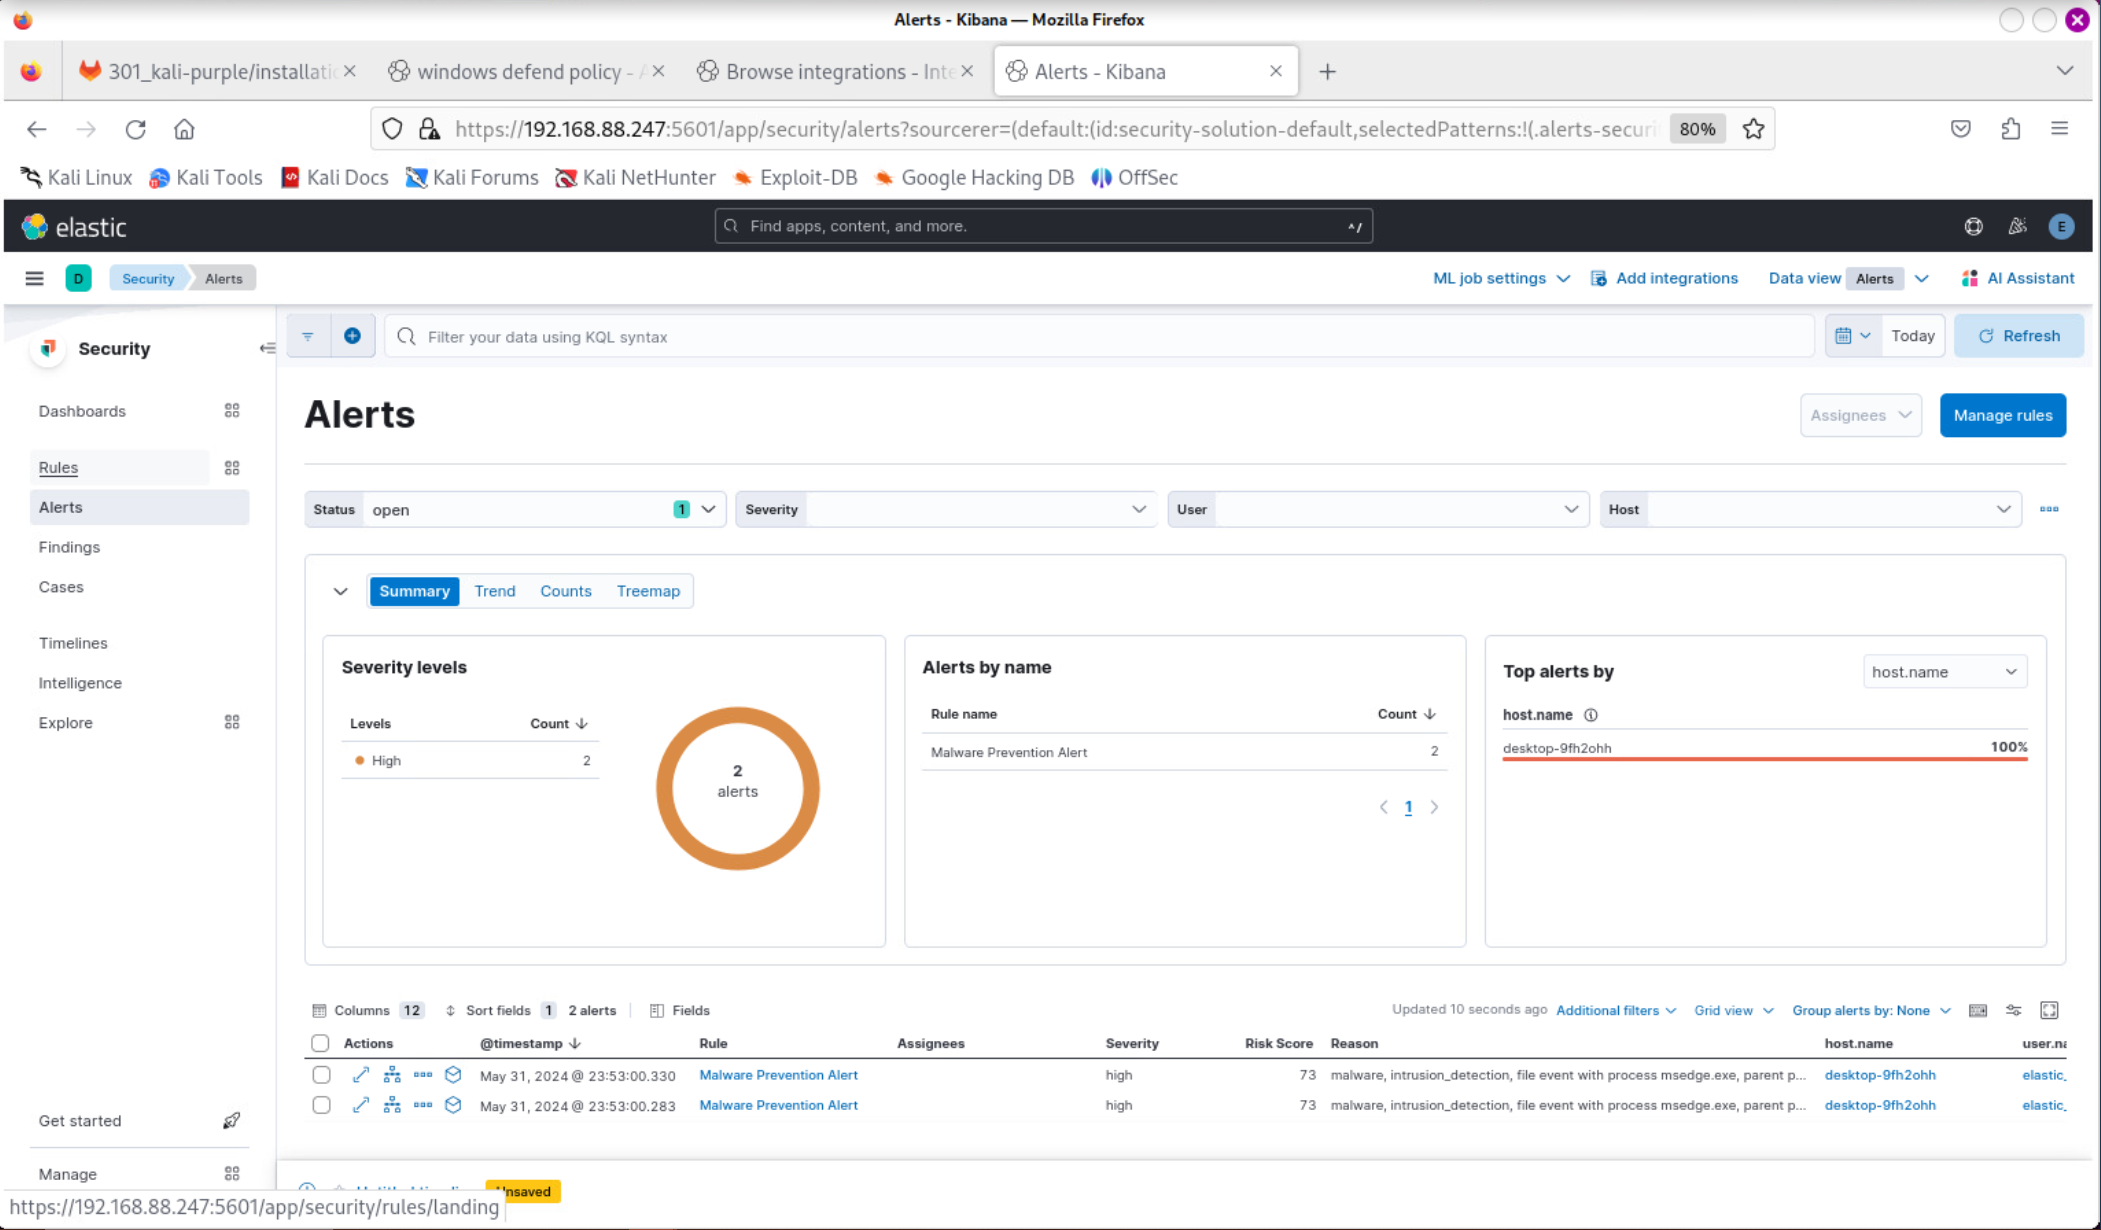 Alerts - Kibana — Mozilla Firefox
301_kali-purple/installatio
windows defend policy - A
Browse integrations - Inte
Alerts - Kibana
https://192.168.88.247:5601/app/security/alerts?sourcerer=(default:(id:security-solution-default,selectedPatterns:!(.alerts-securi
80%
Kali Linux Kali Tools Kali Docs Kali Forums Kali NetHunter Exploit-DB Google Hacking DB OffSec
elastic
Find apps, content, and more.
^/
E
D Security Alerts
ML job settings Add integrations Data view Alerts AI Assistant
Security
Filter your data using KQL syntax
Today Refresh
Dashboards
Rules
Alerts
Findings
Cases
Timelines
Intelligence
Explore
Get started
Manage
Alerts
Assignees Manage rules
Status open 1 Severity User Host
Summary Trend Counts Treemap
Severity levels
Levels Count
High 2
2
alerts
Alerts by name
Rule name Count
Malware Prevention Alert 2
1
Top alerts by host.name
host.name
desktop-9fh2ohh 100%
Columns 12 Sort fields 1 2 alerts Fields
Updated 10 seconds ago Additional filters Grid view Group alerts by: None
Actions @timestamp Rule Assignees Severity Risk Score Reason host.name user.na
May 31, 2024 @ 23:53:00.330 Malware Prevention Alert high 73 malware, intrusion_detection, file event with process msedge.exe, parent p... desktop-9fh2ohh elastic_
May 31, 2024 @ 23:53:00.283 Malware Prevention Alert high 73 malware, intrusion_detection, file event with process msedge.exe, parent p... desktop-9fh2ohh elastic_
Unsaved
https://192.168.88.247:5601/app/security/rules/landing